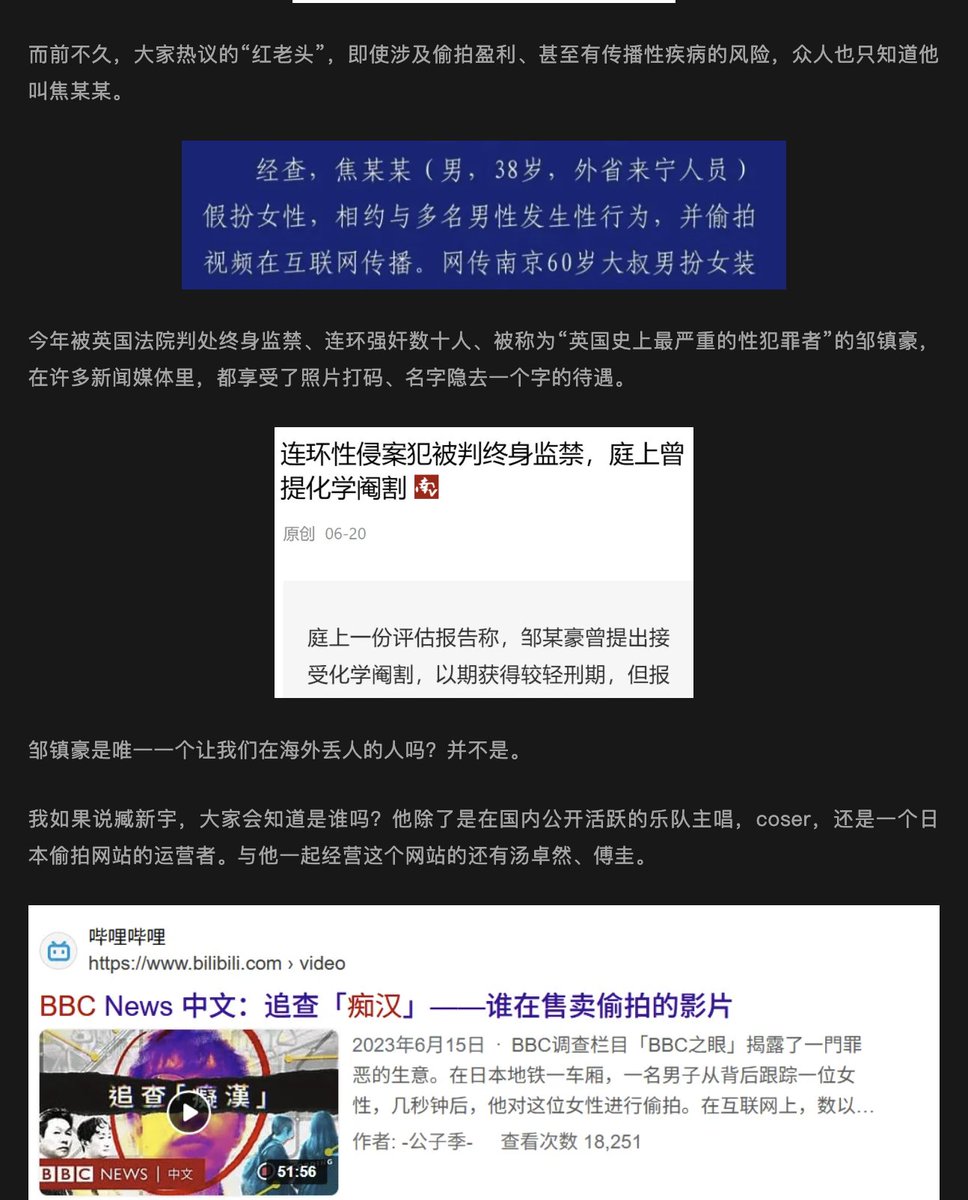 而前不久，大家热议的“红老头”，即使涉及偷拍盈利、甚至有传播性疾病的风险，众人也只知道他
叫焦某某。
经查，焦某某（男，38岁，外省来宁人员）
假扮女性，相约与多名男性发生性行为，并偷拍
视频在互联网传播。网传南京60岁大叔男扮女装
今年被英国法院判处终身监禁、连环强奸数十人、被称为“英国史上最严重的性犯罪者”的邹镇豪，
在许多新闻媒体里，都享受了照片打码、名字隐去一个字的待遇。
连环性侵案犯被判终身监禁，庭上曾
提化学阉割 南v
原创 06-20
庭上一份评估报告称，邹某豪曾提出接
受化学阉割，以期获得较轻刑期，但报
邹镇豪是唯一一个让我们在海外丢人的人吗？并不是。
我如果说臧新宇，大家会知道是谁吗？他除了是在国内公开活跃的乐队主唱，coser，还是一个日
本偷拍网站的运营者。与他一起经营这个网站的还有汤卓然、傅圭。
哔哩哔哩
https://www.bilibili.com › video
BBC News 中文：追查「痴汉」——谁在售卖偷拍的影片
2023年6月15日 · BBC调查栏目「BBC之眼」揭露了一門罪
恶的生意。在日本地铁一车厢，一名男子从背后跟踪一位女
性，几秒钟后，他对这位女性进行偷拍。在互联网上，数以...
作者: -公子季- 查看次数 18,251
追查「癡漢」
BBC NEWS | 中文
51:56